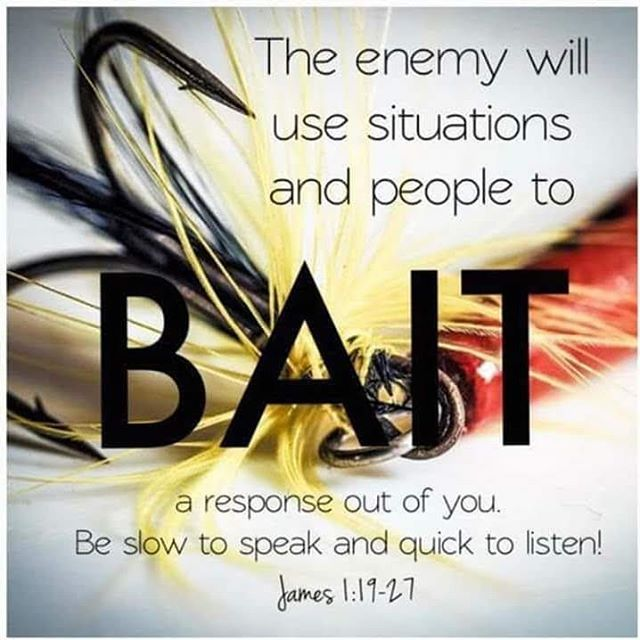 The enemy will
use situations
and people to
BAIT
a response out of you.
Be slow to speak and quick to listen!
James 1:19-27